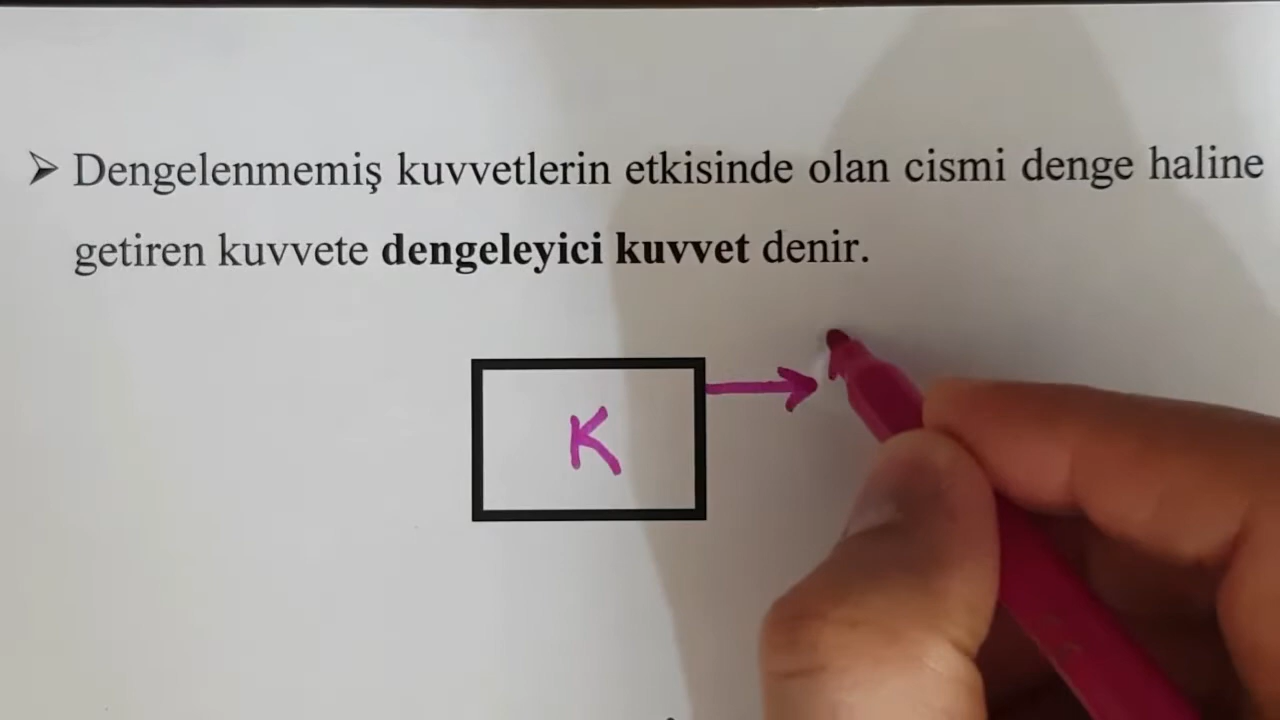 Dengelenmemiş kuvvetlerin etkisinde olan cismi denge haline
getiren kuvvete dengeleyici kuvvet denir.
K